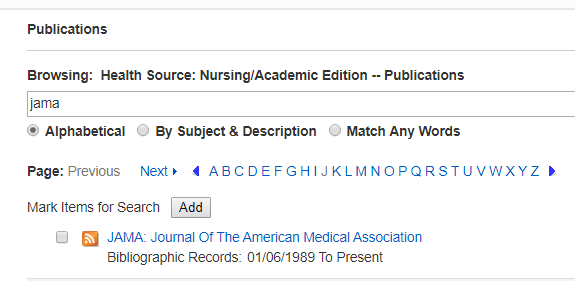 Publications
Browsing: Health Source: Nursing/Academic Edition -- Publications
jama
Alphabetical By Subject & Description Match Any Words
Page: Previous Next A B C D E F G H I J K L M N O P Q R S T U V W X Y Z
Mark Items for Search Add
JAMA: Journal Of The American Medical Association
Bibliographic Records: 01/06/1989 To Present